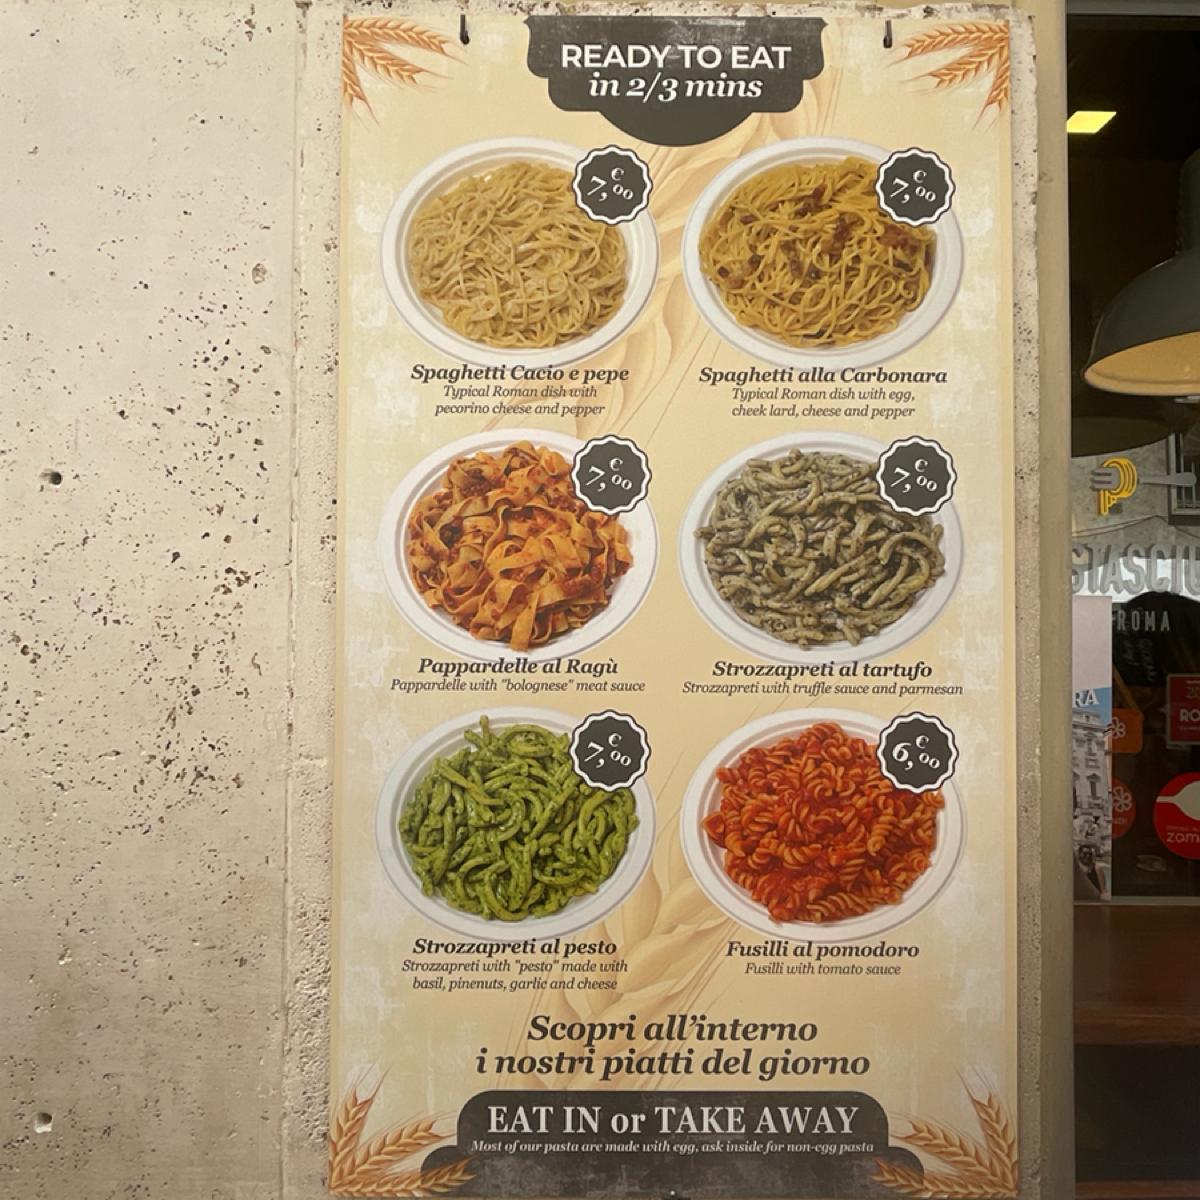 READY TO EAT
in 2/3 mins
7,€00
7,€00
Spaghetti Cacio e pepe
Typical Roman dish with
pecorino cheese and pepper
Spaghetti alla Carbonara
Typical Roman dish with egg,
cheek lard, cheese and pepper
7,€00
7,€00
Pappardelle al Ragù
Pappardelle with "bolognese" meat sauce
Strozzapreti al tartufo
Strozzapreti with truffle sauce and parmesan
7,€00
6,€00
Strozzapreti al pesto
Strozzapreti with "pesto" made with
basil, pinenuts, garlic and cheese
Fusilli al pomodoro
Fusilli with tomato sauce
Scopri all'interno
i nostri piatti del giorno
EAT IN or TAKE AWAY
Most of our pasta are made with egg, ask inside for non-egg pasta
P
ROMA